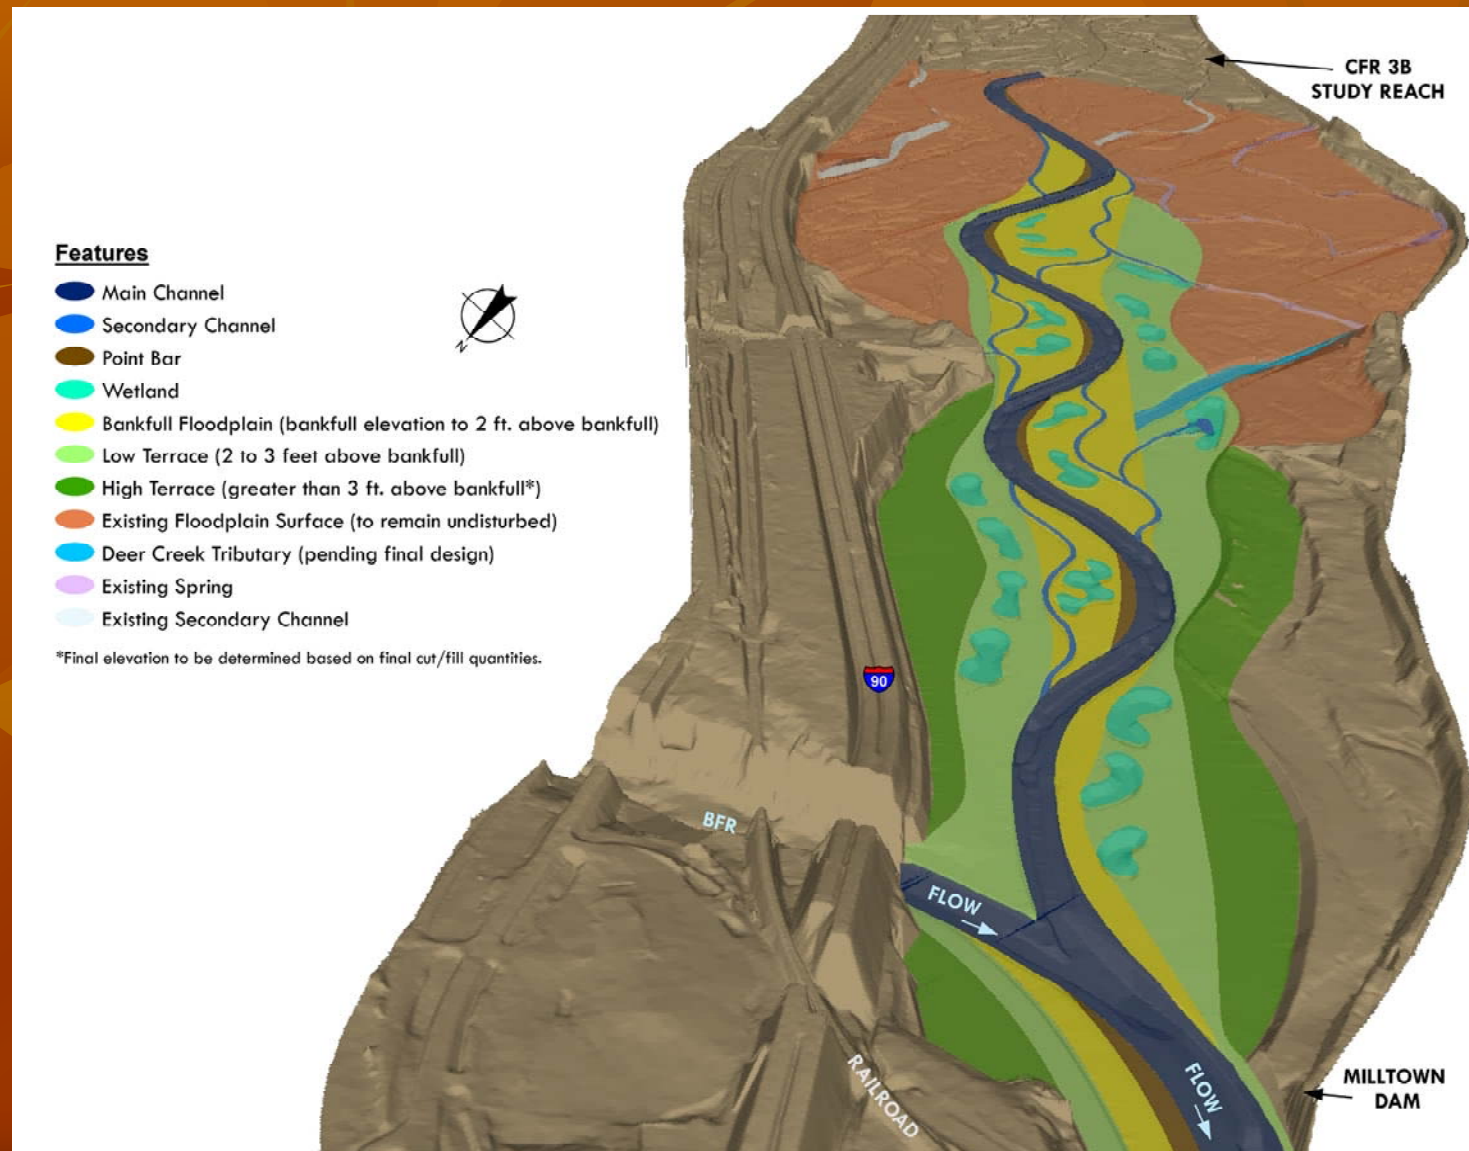 CFR 3B
STUDY REACH
Features
Main Channel
Secondary Channel
Point Bar
Wetland
Bankfull Floodplain (bankfull elevation to 2 ft. above bankfull)
Low Terrace (2 to 3 feet above bankfull)
High Terrace (greater than 3 ft. above bankfull*)
Existing Floodplain Surface (to remain undisturbed)
Deer Creek Tributary (pending final design)
Existing Spring
Existing Secondary Channel
*Final elevation to be determined based on final cut/fill quantities.
N
90
BFR
FLOW
RAILROAD
FLOW
MILLTOWN
DAM